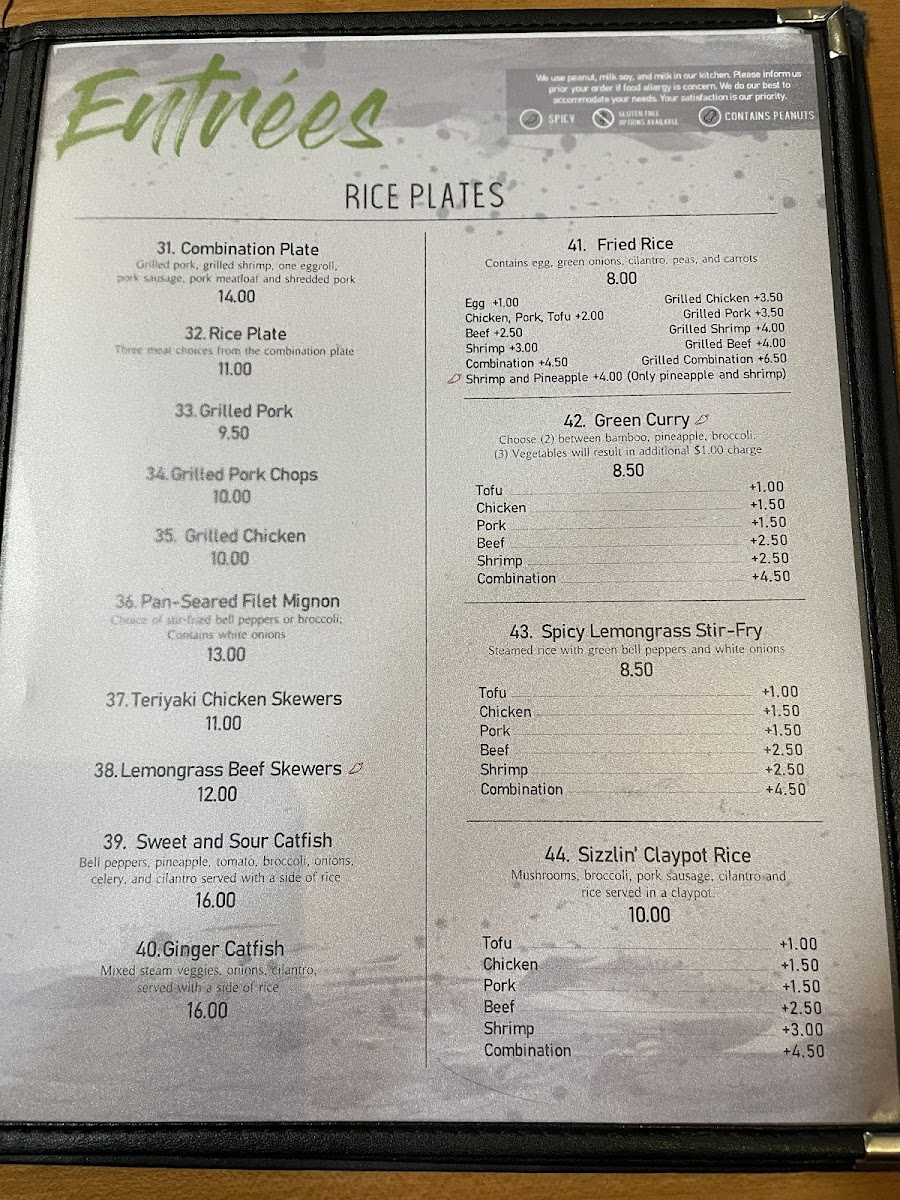 Entrées
We use peanut, milk soy, and milk in our kitchen. Please inform us
prior your order if food allergy is concern. We do our best to
accommodate your needs. Your satisfaction is our priority.
SPICY
GLUTEN FREE
OPTIONS AVAILABLE
CONTAINS PEANUTS
RICE PLATES
31. Combination Plate
Grilled pork, grilled shrimp, one eggroll,
pork sausage, pork meatloaf and shredded pork
14.00
32. Rice Plate
Three meat choices from the combination plate
11.00
33. Grilled Pork
9.50
34. Grilled Pork Chops
10.00
35. Grilled Chicken
10.00
36. Pan-Seared Filet Mignon
Choice of stir-fried bell peppers or broccoli;
Contains white onions
13.00
37. Teriyaki Chicken Skewers
11.00
38. Lemongrass Beef Skewers
12.00
39. Sweet and Sour Catfish
Bell peppers, pineapple, tomato, broccoli, onions,
celery, and cilantro served with a side of rice
16.00
40. Ginger Catfish
Mixed steam veggies, onions, cilantro,
served with a side of rice
16.00
41. Fried Rice
Contains egg, green onions, cilantro, peas, and carrots
8.00
Egg +1.00
Chicken, Pork, Tofu +2.00
Beef +2.50
Shrimp +3.00
Combination +4.50
Grilled Chicken +3.50
Grilled Pork +3.50
Grilled Shrimp +4.00
Grilled Beef +4.00
Grilled Combination +6.50
Shrimp and Pineapple +4.00 (Only pineapple and shrimp)
42. Green Curry
Choose (2) between bamboo, pineapple, broccoli.
(3) Vegetables will result in additional $1.00 charge
8.50
Tofu +1.00
Chicken +1.50
Pork +1.50
Beef +2.50
Shrimp +2.50
Combination +4.50
43. Spicy Lemongrass Stir-Fry
Steamed rice with green bell peppers and white onions
8.50
Tofu +1.00
Chicken +1.50
Pork +1.50
Beef +2.50
Shrimp +2.50
Combination +4.50
44. Sizzlin' Claypot Rice
Mushrooms, broccoli, pork sausage, cilantro and
rice served in a claypot.
10.00
Tofu +1.00
Chicken +1.50
Pork +1.50
Beef +2.50
Shrimp +3.00
Combination +4.50